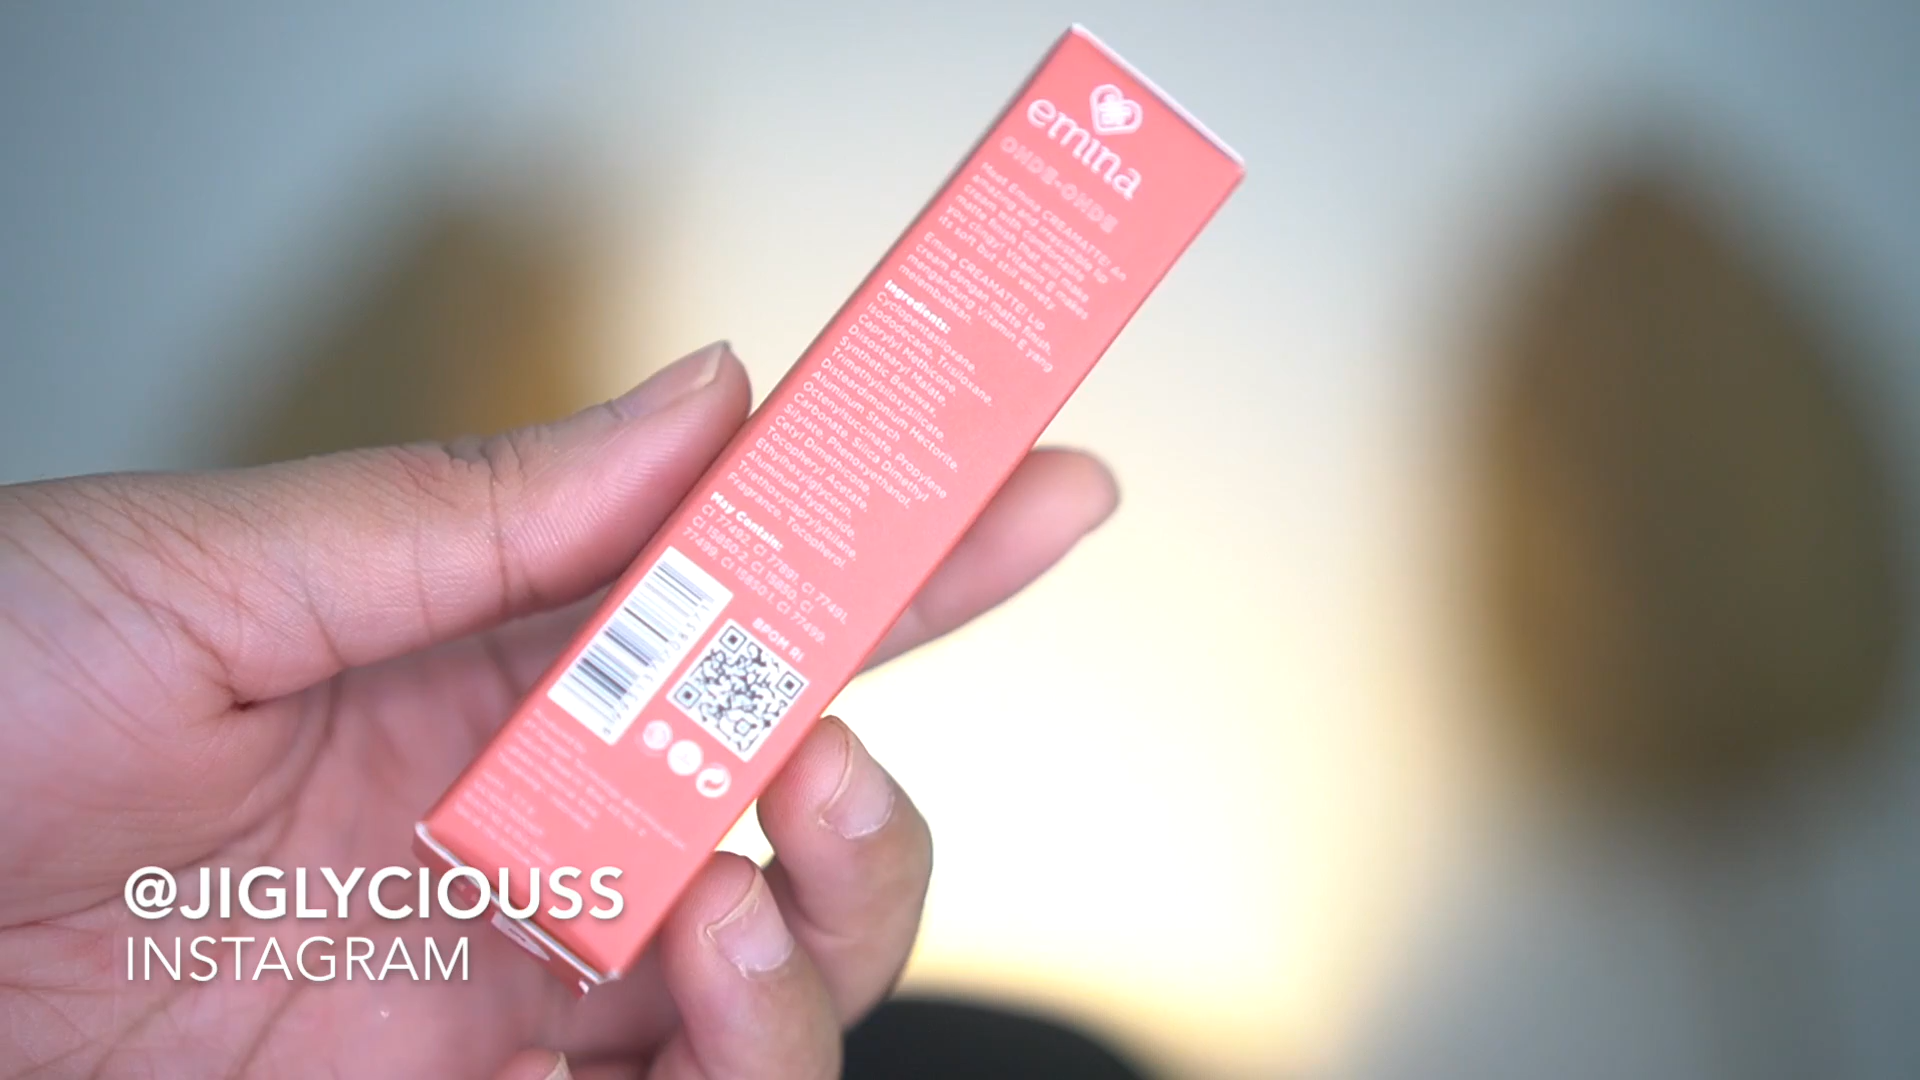 emina
ONDE-ONDE
Meet Emina CREAMATTE! An
amazing and irresistible lip
cream with comfortable
matte finish that will make
you clingy! Vitamin E makes
its soft but still velvety.
Emina CREAMATTE! Lip
cream dengan matte finish,
mengandung Vitamin E yang
melembabkan.
Ingredients:
Cyclopentasiloxane,
Isododecane, Trisiloxane,
Caprylyl Methicone
Diisostearyl Malate,
Synthetic Beeswax,
Trimethylsiloxysilicate,
Disteardimonium Hectorite,
Aluminum Starch
Octenylsuccinate, Propylene
Carbonate, Silica Dimethyl
Silylate, Phenoxyethanol,
Cetyl Dimethicone,
Tocopheryl Acetate,
Ethylhexylglycerin,
Aluminum Hydroxide,
Triethoxycaprylylsilane,
Fragrance, Tocopherol.
May Contain:
CI 77492, CI 77891, CI 77491,
CI 15850:2, CI 15850, CI
77499, CI 15850:1, CI 77499.
BPOM RI
@JIGLYCIOUSS
INSTAGRAM